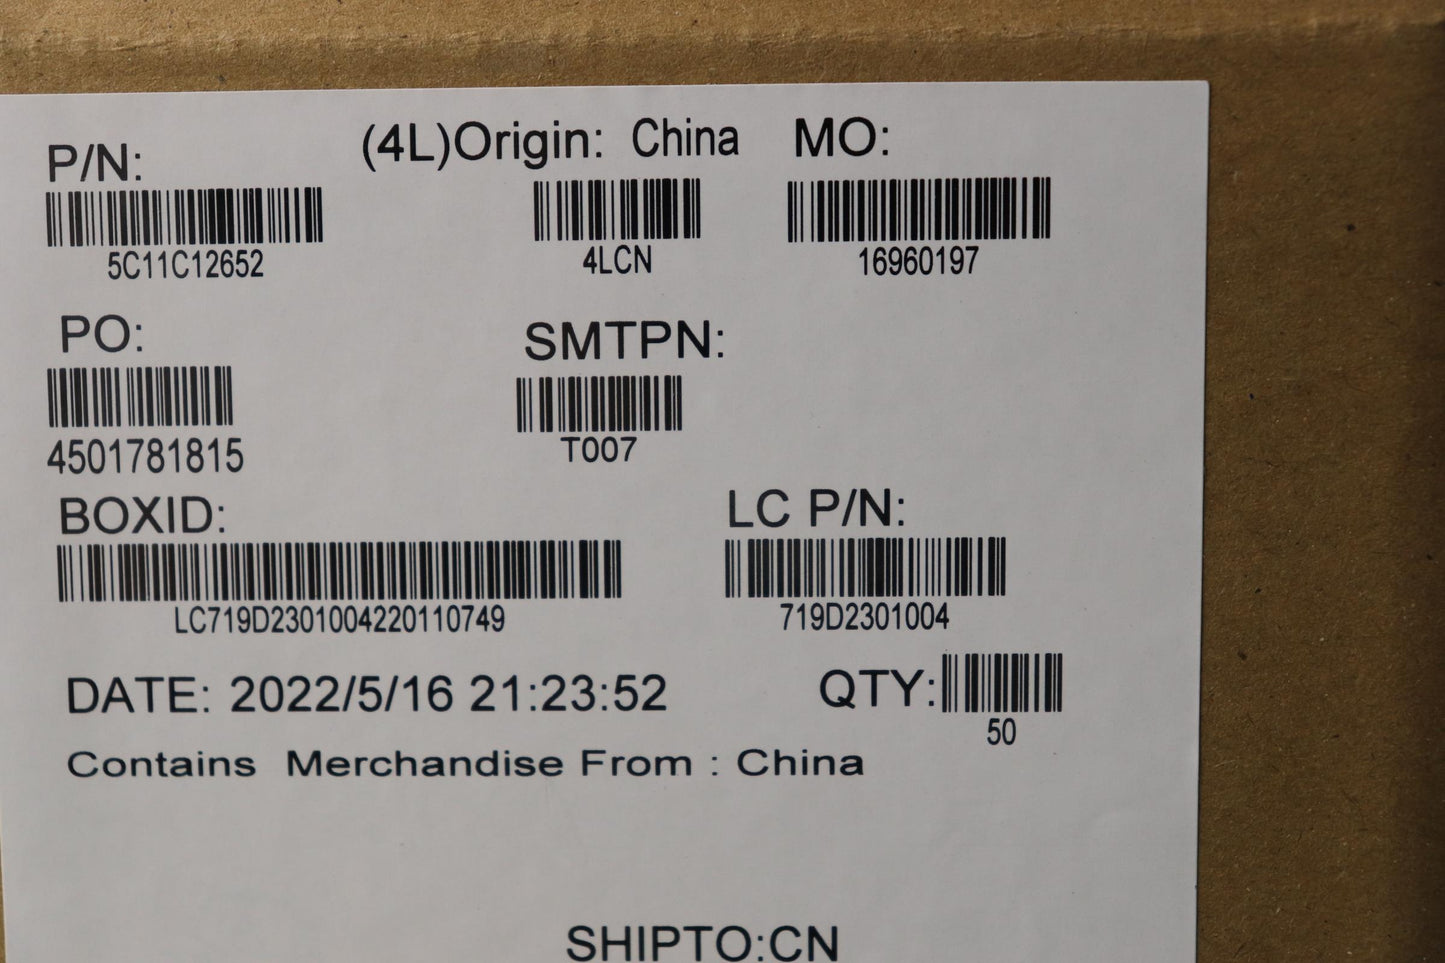 P/N: (4L)Origin: China MO:
5C11C12652 4LCN 16960197
PO: SMTPN:
4501781815 T007
BOXID: LC P/N:
LC719D2301004220110749 719D2301004
DATE: 2022/5/16 21:23:52 QTY:
50
Contains Merchandise From : China
SHIPTO:CN